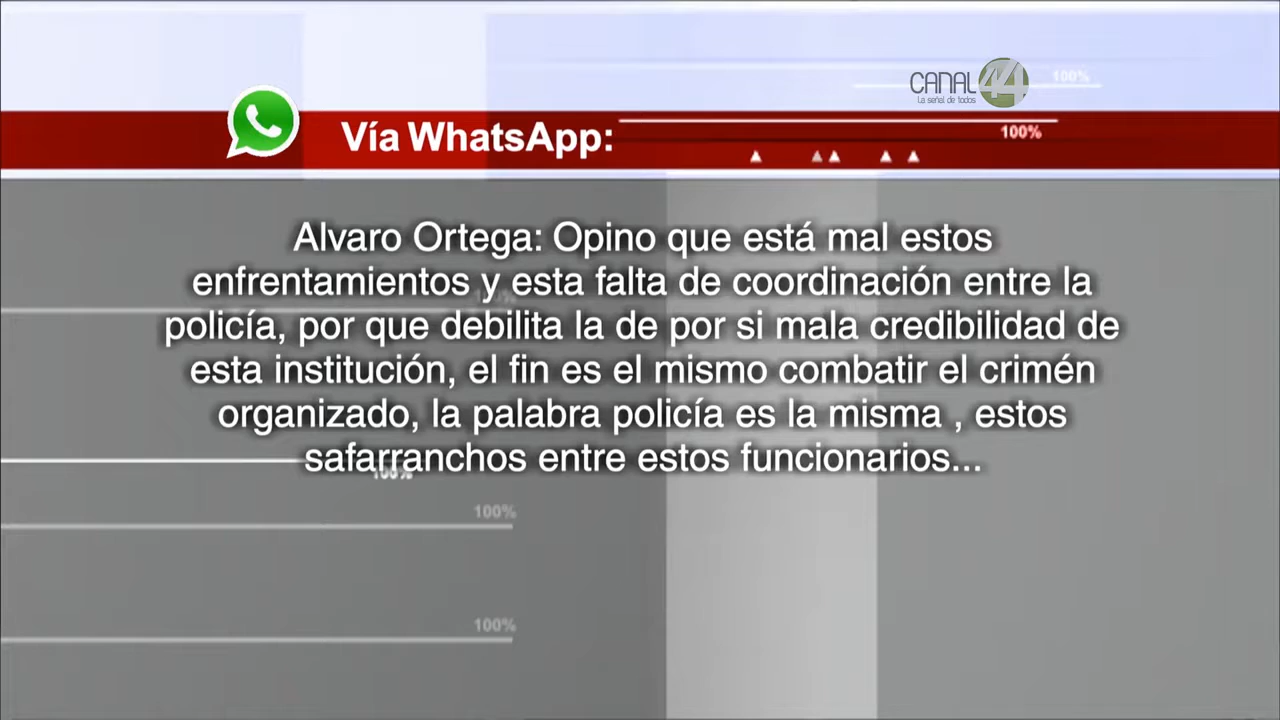 CANAL 44
La señal de todos
100%
Vía WhatsApp:
100%
Alvaro Ortega: Opino que está mal estos
enfrentamientos y esta falta de coordinación entre la
100%
policía, por que debilita la de por si mala credibilidad de
esta institución, el fin es el mismo combatir el crimén
organizado, la palabra policía es la misma , estos
safarranchos entre estos funcionarios...
100%
100%
100%